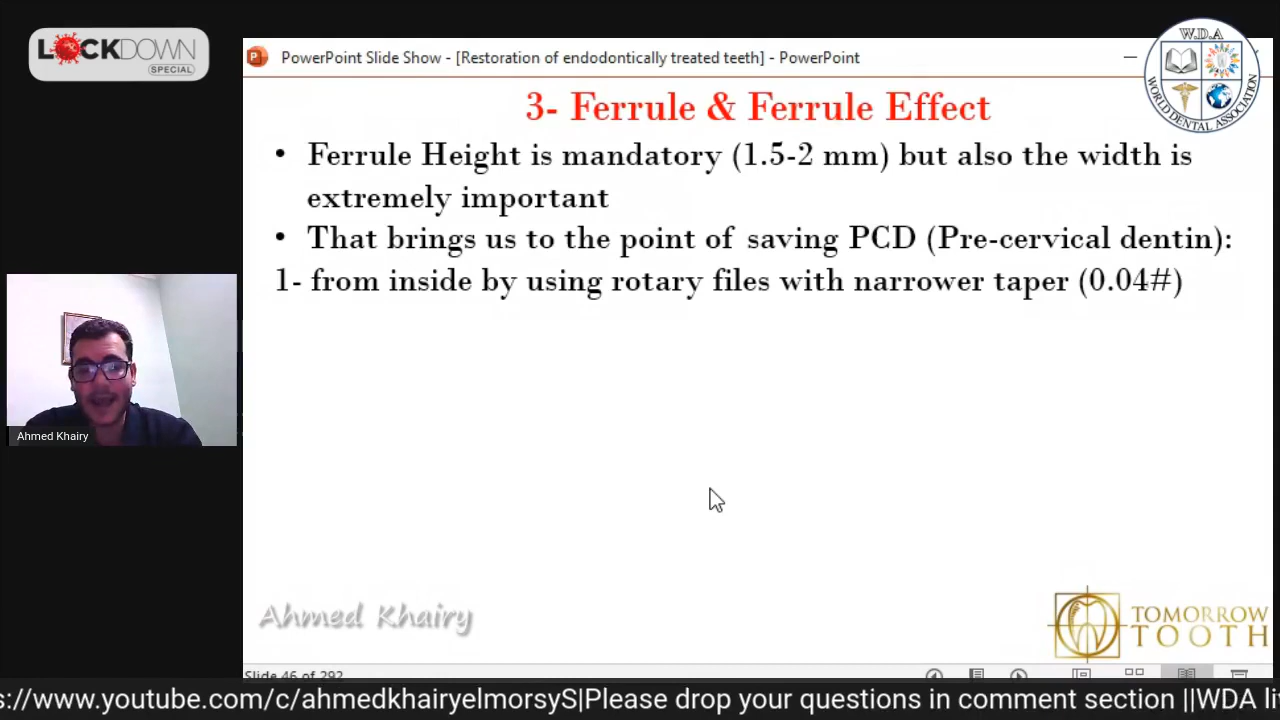 LOCKDOWN
SPECIAL
PowerPoint Slide Show - [Restoration of endodontically treated teeth] - PowerPoint
W.D.A
WORLD DENTAL ASSOCIATION
3- Ferrule & Ferrule Effect
• Ferrule Height is mandatory (1.5-2 mm) but also the width is
extremely important
• That brings us to the point of saving PCD (Pre-cervical dentin):
1- from inside by using rotary files with narrower taper (0.04#)
Ahmed Khairy
Ahmed Khairy
TOMORROW
TOOTH
Slide 46 of 292
s://www.youtube.com/c/ahmedkhairyelmorsyS|Please drop your questions in comment section ||WDA li